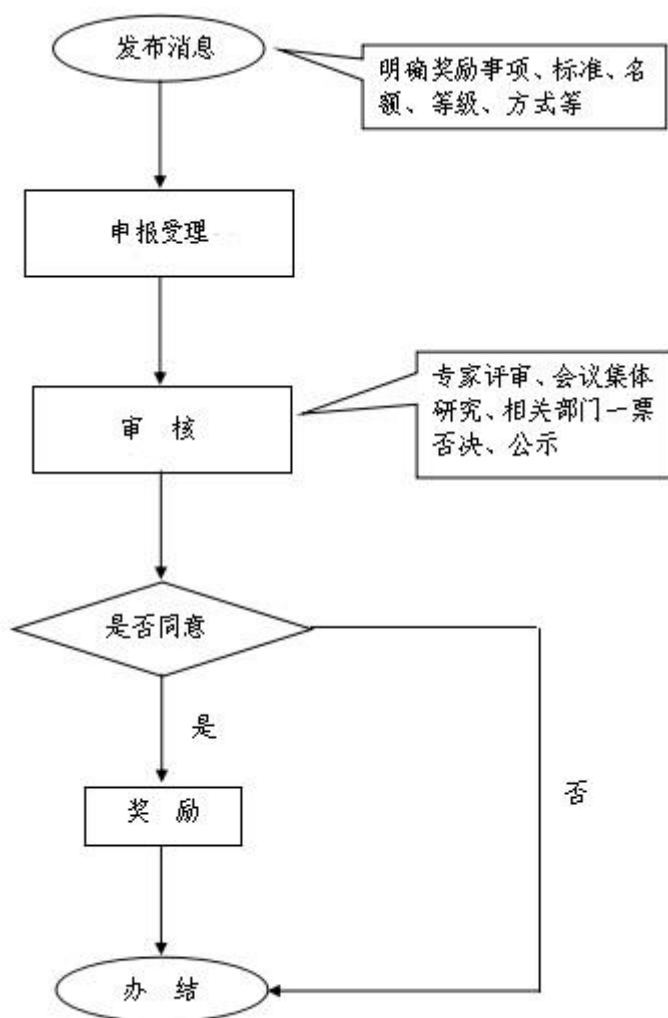 发布消息
明确奖励事项、标准、名
额、等级、方式等
申报受理
专家评审、会议集体
研究、相关部门一票
否决、公示
审 核
是否同意
是
否
奖 励
办 结